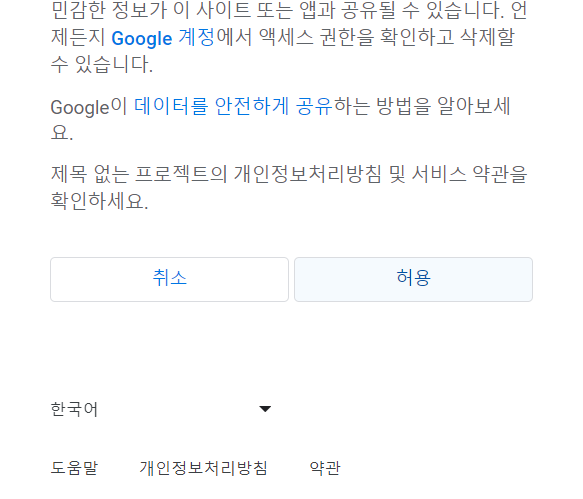 민감한 정보가 이 사이트 또는 앱과 공유될 수 있습니다. 언
제든지 Google 계정에서 액세스 권한을 확인하고 삭제할
수 있습니다.
Google이 데이터를 안전하게 공유하는 방법을 알아보세
요.
제목 없는 프로젝트의 개인정보처리방침 및 서비스 약관을
확인하세요.
취소 허용
한국어
도움말 개인정보처리방침 약관